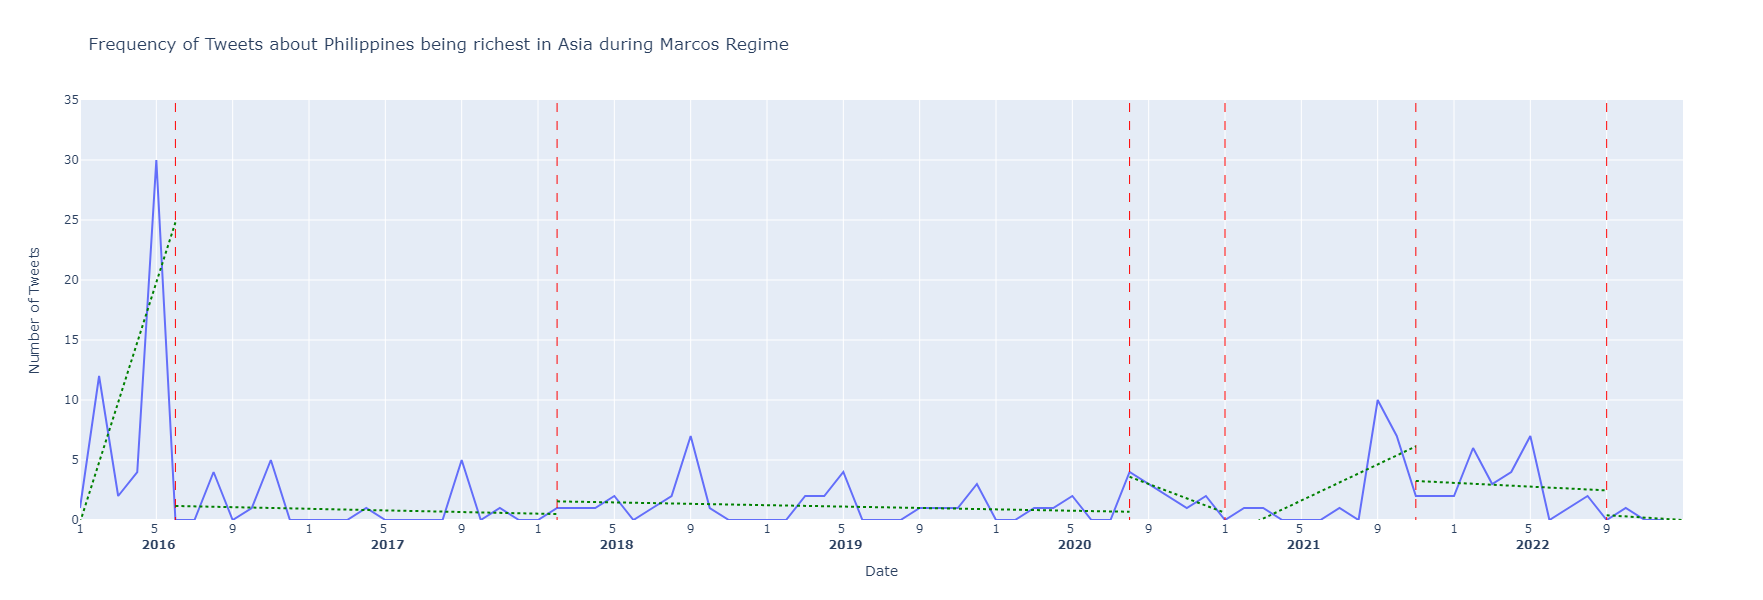 Frequency of Tweets about Philippines being richest in Asia during Marcos Regime
35
30
25
20
15
10
5
0
Number of Tweets
1 5 9 1 5 9 1 5 9 1 5 9 1 5 9 1 5 9 1 5 9
2016 2017 2018 2019 2020 2021 2022
Date